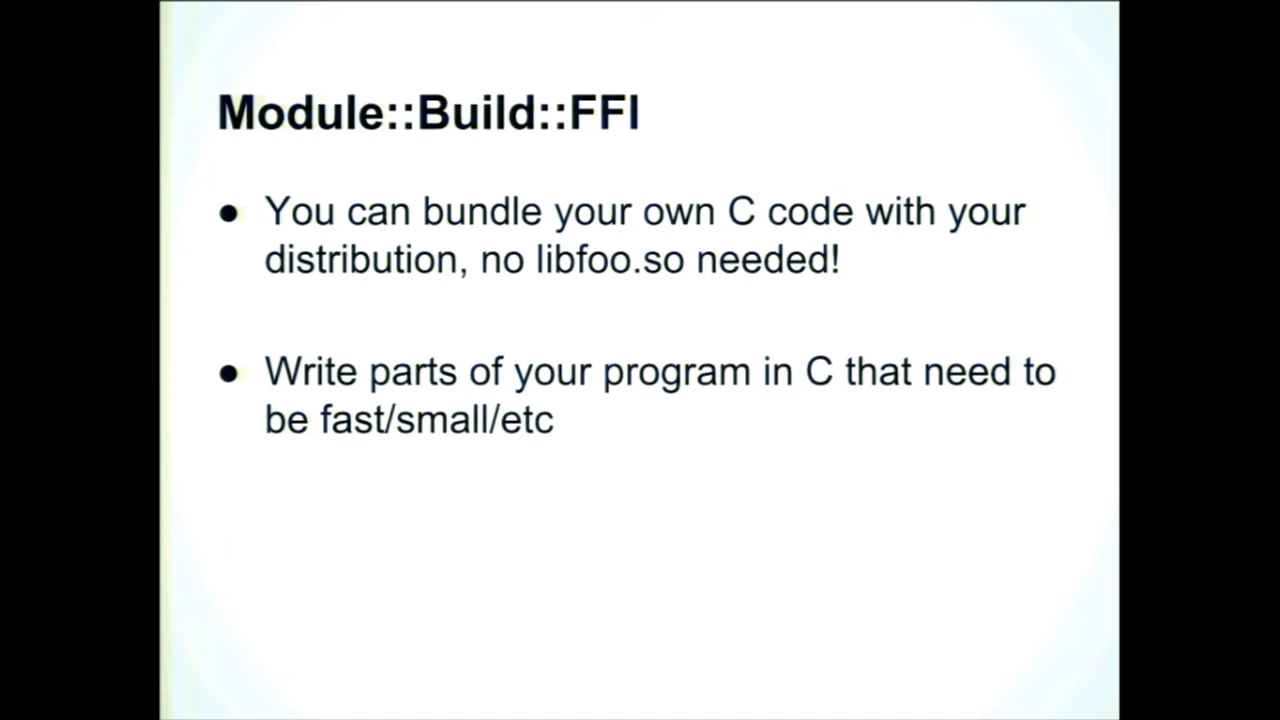 Module::Build::FFI
● You can bundle your own C code with your
distribution, no libfoo.so needed!
● Write parts of your program in C that need to
be fast/small/etc